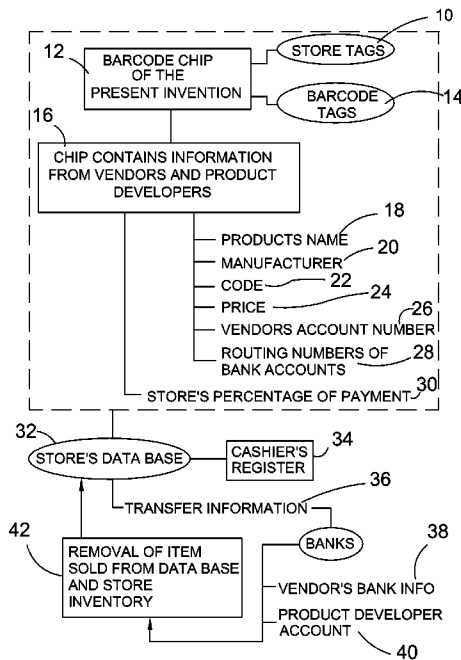 10
STORE TAGS
12
BARCODE CHIP
OF THE
PRESENT INVENTION
BARCODE
TAGS
14
16
CHIP CONTAINS INFORMATION
FROM VENDORS AND PRODUCT
DEVELOPERS
18
PRODUCTS NAME
20
MANUFACTURER
22
CODE
24
PRICE
26
VENDORS ACCOUNT NUMBER
ROUTING NUMBERS OF
BANK ACCOUNTS
28
STORE'S PERCENTAGE OF PAYMENT
30
32
STORE'S DATA BASE
CASHIER'S
REGISTER
34
36
TRANSFER INFORMATION
42
BANKS
38
REMOVAL OF ITEM
SOLD FROM DATA BASE
AND STORE
INVENTORY
VENDOR'S BANK INFO
PRODUCT DEVELOPER
ACCOUNT
40